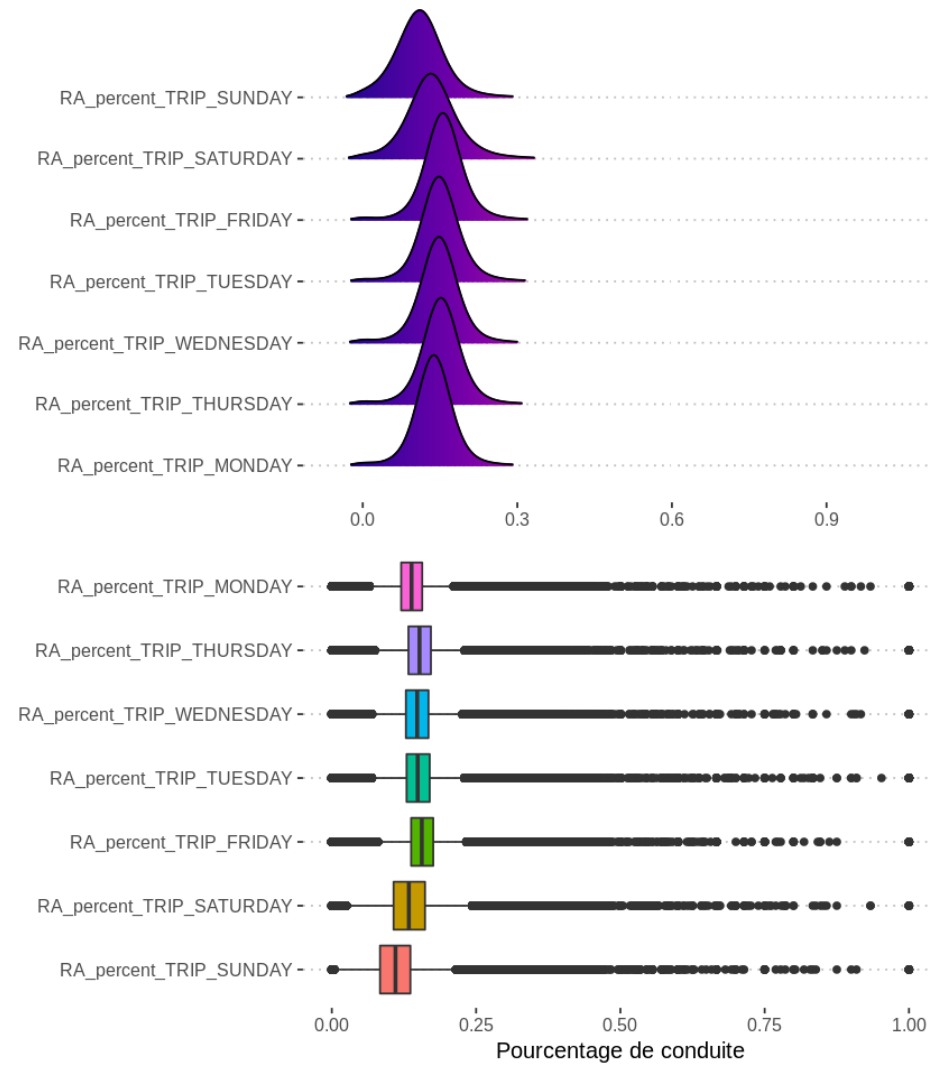 RA_percent_TRIP_SUNDAY
RA_percent_TRIP_SATURDAY
RA_percent_TRIP_FRIDAY
RA_percent_TRIP_TUESDAY
RA_percent_TRIP_WEDNESDAY
RA_percent_TRIP_THURSDAY
RA_percent_TRIP_MONDAY
0.0 0.3 0.6 0.9
RA_percent_TRIP_MONDAY
RA_percent_TRIP_THURSDAY
RA_percent_TRIP_WEDNESDAY
RA_percent_TRIP_TUESDAY
RA_percent_TRIP_FRIDAY
RA_percent_TRIP_SATURDAY
RA_percent_TRIP_SUNDAY
0.00 0.25 0.50 0.75 1.00
Pourcentage de conduite